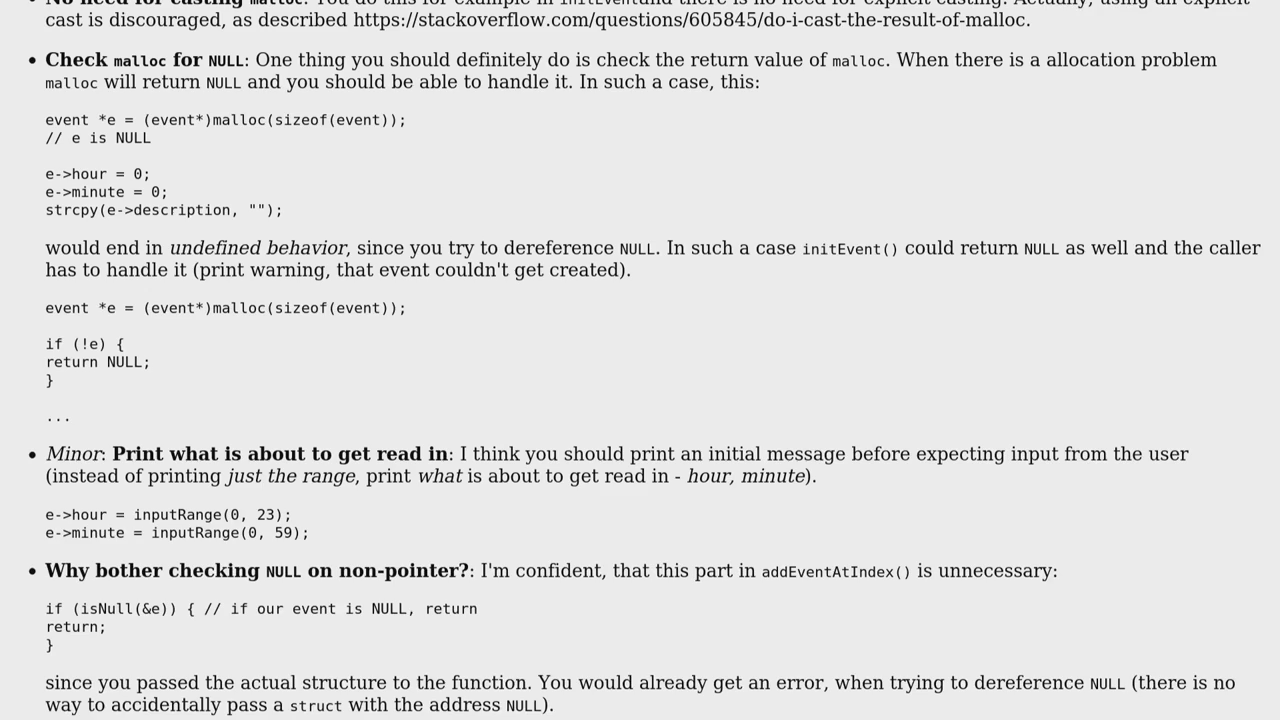 No need for casting malloc: You do this for example in initEvent and there is no need for explicit casting. Actually, using an explicit
cast is discouraged, as described https://stackoverflow.com/questions/605845/do-i-cast-the-result-of-malloc.
• Check malloc for NULL: One thing you should definitely do is check the return value of malloc. When there is a allocation problem
malloc will return NULL and you should be able to handle it. In such a case, this:
event *e = (event*)malloc(sizeof(event));
// e is NULL
e->hour = 0;
e->minute = 0;
strcpy(e->description, "");
would end in undefined behavior, since you try to dereference NULL. In such a case initEvent() could return NULL as well and the caller
has to handle it (print warning, that event couldn't get created).
event *e = (event*)malloc(sizeof(event));
if (!e) {
return NULL;
}
...
• Minor: Print what is about to get read in: I think you should print an initial message before expecting input from the user
(instead of printing just the range, print what is about to get read in - hour, minute).
e->hour = inputRange(0, 23);
e->minute = inputRange(0, 59);
• Why bother checking NULL on non-pointer?: I'm confident, that this part in addEventAtIndex() is unnecessary:
if (isNull(&e)) { // if our event is NULL, return
return;
}
since you passed the actual structure to the function. You would already get an error, when trying to dereference NULL (there is no
way to accidentally pass a struct with the address NULL).